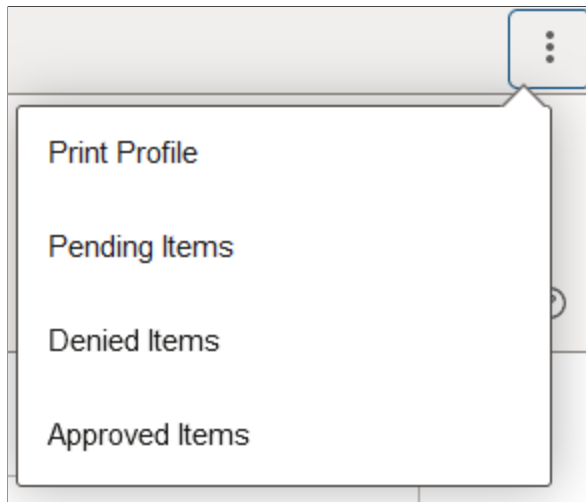 Print Profile
Pending Items
Denied Items
Approved Items